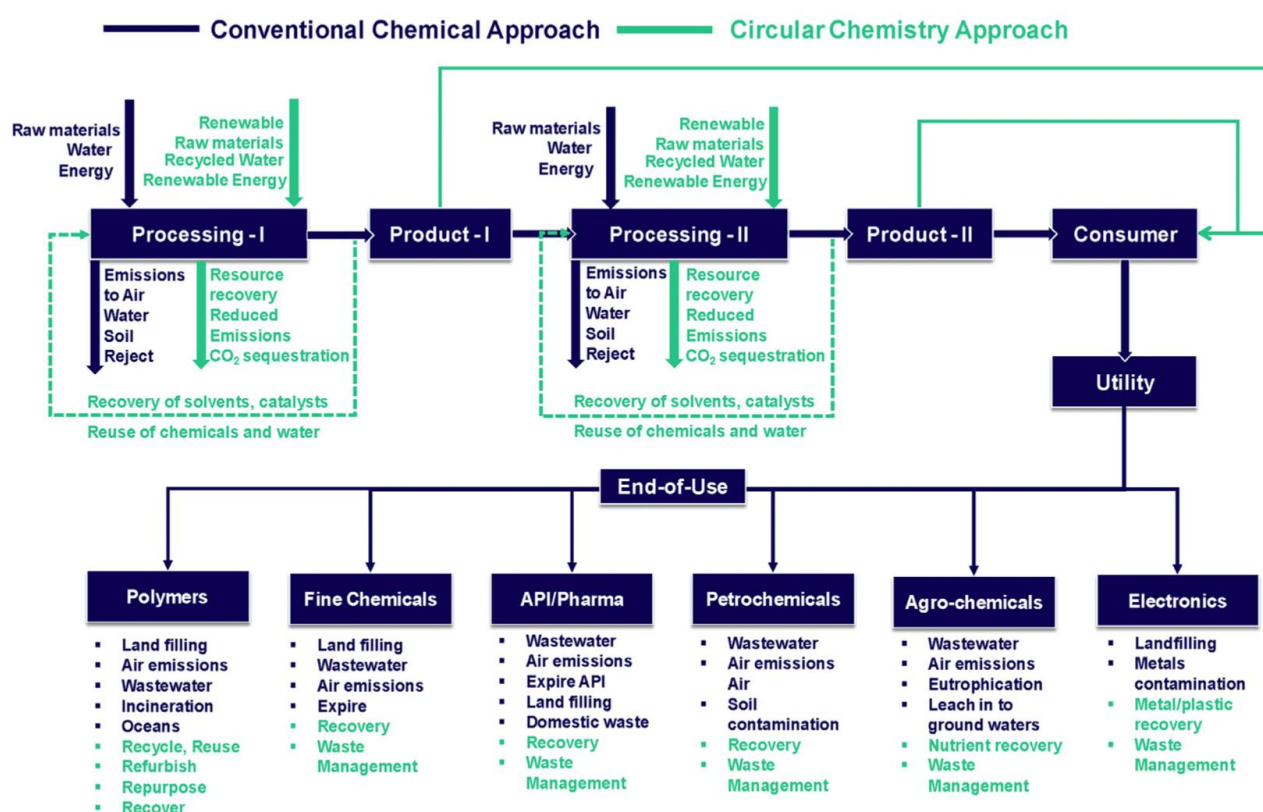 Conventional Chemical Approach
Circular Chemistry Approach
Raw materials
Water
Energy
Renewable
Raw materials
Recycled Water
Renewable Energy
Raw materials
Water
Energy
Renewable
Raw materials
Recycled Water
Renewable Energy
Processing - I
Product - I
Processing - II
Product - II
Consumer
Emissions
to Air
Water
Soil
Reject
Resource
recovery
Reduced
Emissions
CO₂ sequestration
Recovery of solvents, catalysts
Reuse of chemicals and water
Emissions
to Air
Water
Soil
Reject
Resource
recovery
Reduced
Emissions
CO₂ sequestration
Recovery of solvents, catalysts
Reuse of chemicals and water
Utility
End-of-Use
Polymers
▪ Land filling
▪ Air emissions
▪ Wastewater
▪ Incineration
▪ Oceans
▪ Recycle, Reuse
▪ Refurbish
▪ Repurpose
▪ Recover
Fine Chemicals
▪ Land filling
▪ Wastewater
▪ Air emissions
▪ Expire
▪ Recovery
▪ Waste
Management
API/Pharma
▪ Wastewater
▪ Air emissions
▪ Expire API
▪ Land filling
▪ Domestic waste
▪ Recovery
▪ Waste
Management
Petrochemicals
▪ Wastewater
▪ Air emissions
Air
▪ Soil
contamination
▪ Recovery
▪ Waste
Management
Agro-chemicals
▪ Wastewater
▪ Air emissions
▪ Eutrophication
▪ Leach in to
ground waters
▪ Nutrient recovery
▪ Waste
Management
Electronics
▪ Landfilling
▪ Metals
contamination
▪ Metal/plastic
recovery
▪ Waste
Management